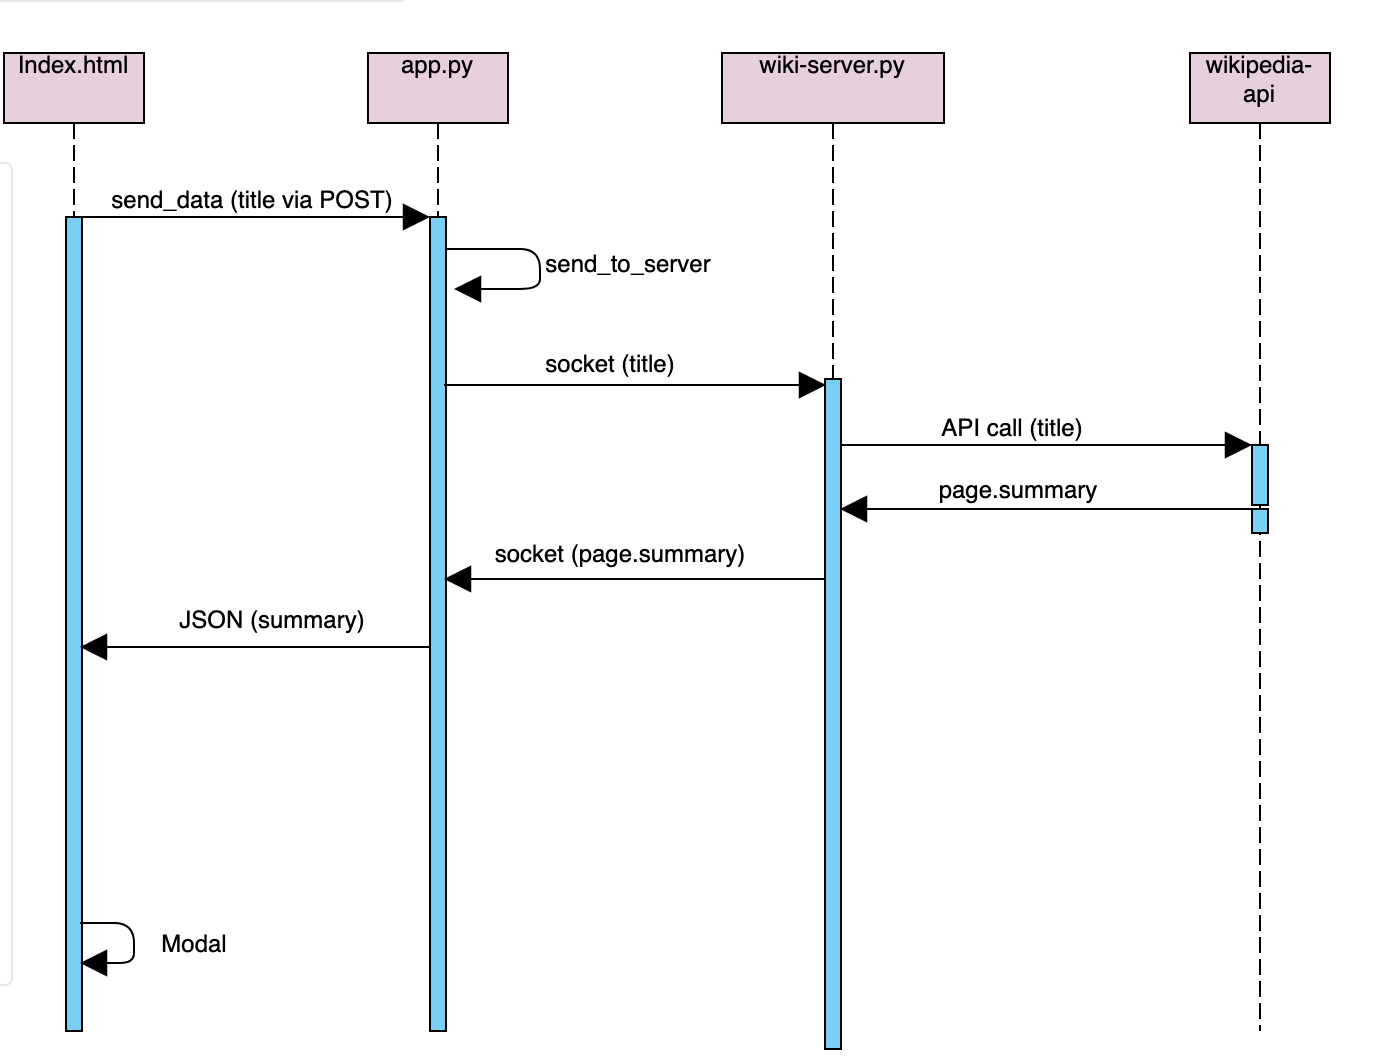 Index.html
app.py
wiki-server.py
wikipedia-
api
send_data (title via POST)
send_to_server
socket (title)
API call (title)
page.summary
socket (page.summary)
JSON (summary)
Modal